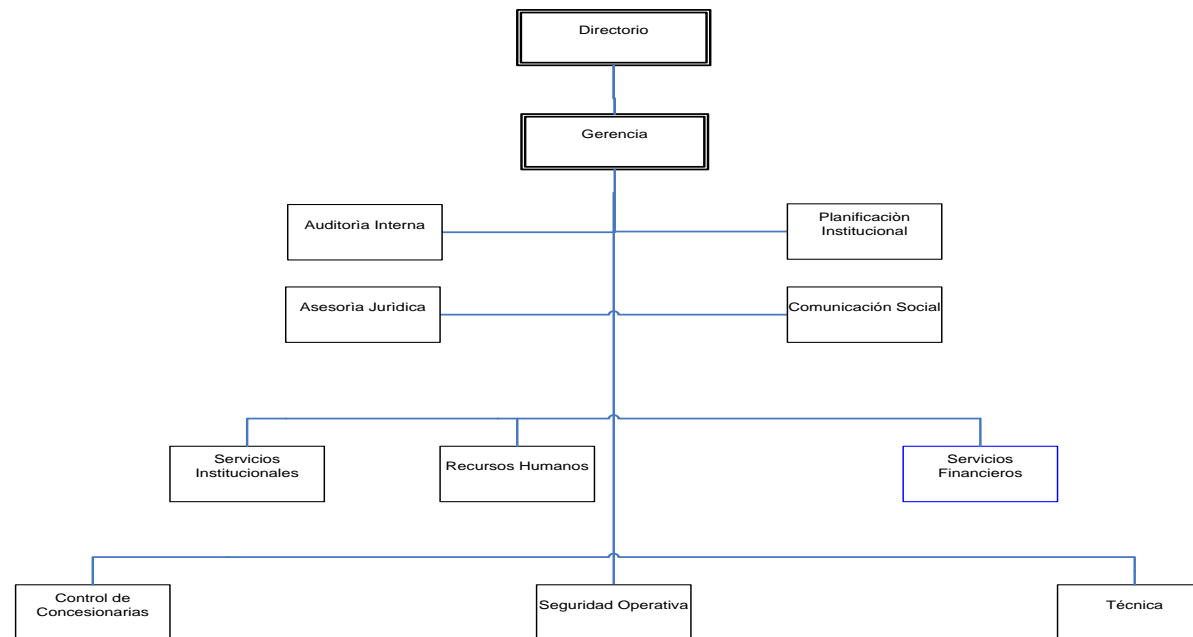 Directorio
Gerencia
Auditorìa Interna
Planificaciòn
Institucional
Asesorìa Jurìdica
Comunicación Social
Servicios
Institucionales
Recursos Humanos
Servicios
Financieros
Control de
Concesionarias
Seguridad Operativa
Técnica